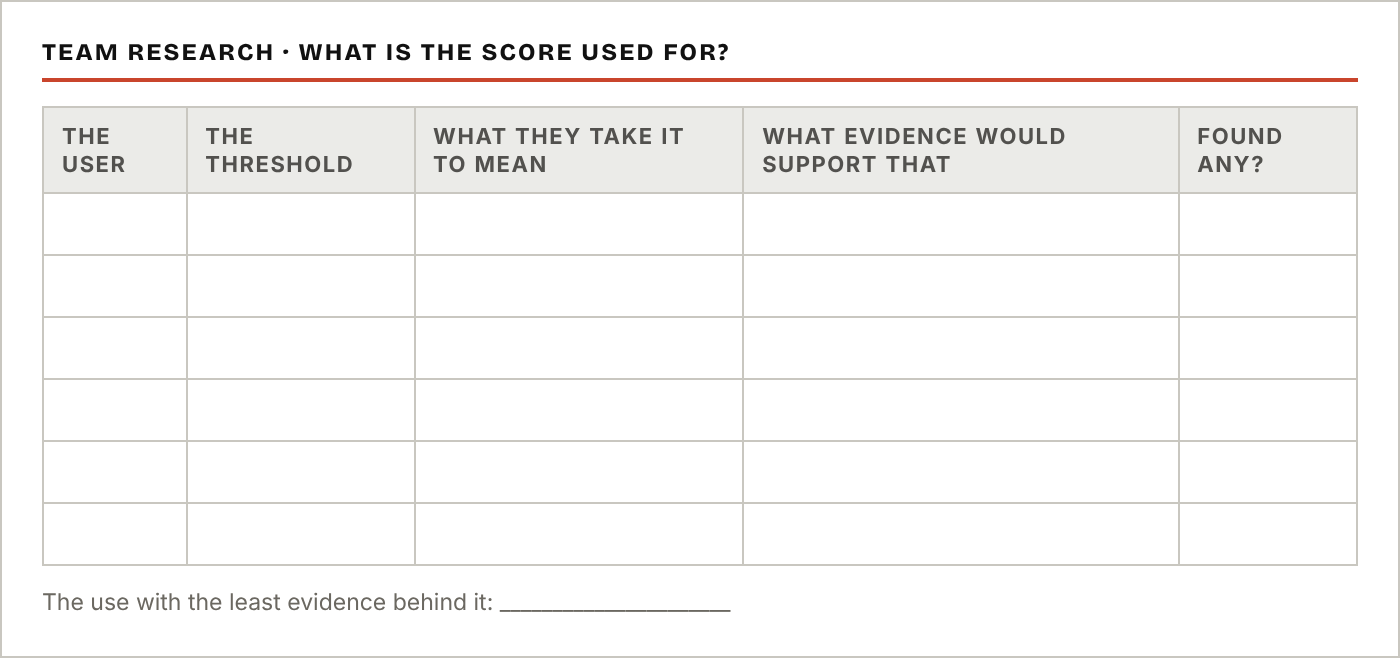 TEAM RESEARCH · WHAT IS THE SCORE USED FOR?
THE
USER
THE
THRESHOLD
WHAT THEY TAKE IT
TO MEAN
WHAT EVIDENCE WOULD
SUPPORT THAT
FOUND
ANY?
The use with the least evidence behind it: ____________________